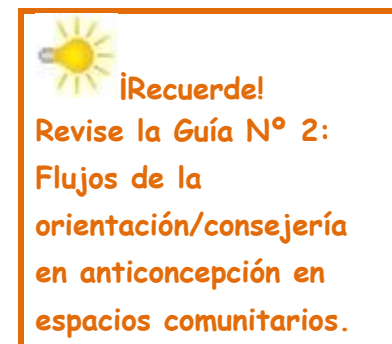 ¡Recuerde!
Revise la Guía Nº 2:
Flujos de la
orientación/consejería
en anticoncepción en
espacios comunitarios.